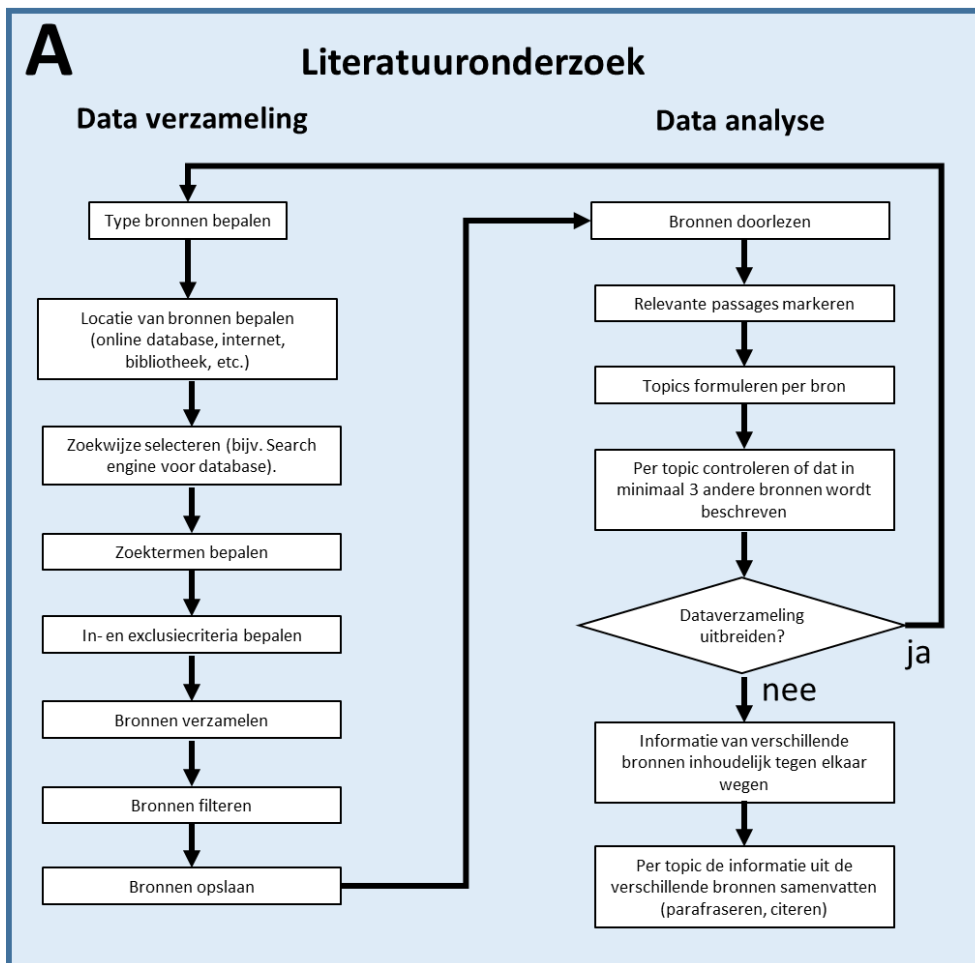 A
Literatuuronderzoek
Data verzameling
Type bronnen bepalen
Locatie van bronnen bepalen
(online database, internet,
bibliotheek, etc.)
Zoekwijze selecteren (bijv. Search
engine voor database).
Zoektermen bepalen
In- en exclusiecriteria bepalen
Bronnen verzamelen
Bronnen filteren
Bronnen opslaan
Data analyse
Bronnen doorlezen
Relevante passages markeren
Topics formuleren per bron
Per topic controleren of dat in
minimaal 3 andere bronnen wordt
beschreven
Dataverzameling
uitbreiden?
ja
nee
Informatie van verschillende
bronnen inhoudelijk tegen elkaar
wegen
Per topic de informatie uit de
verschillende bronnen samenvatten
(parafraseren, citeren)